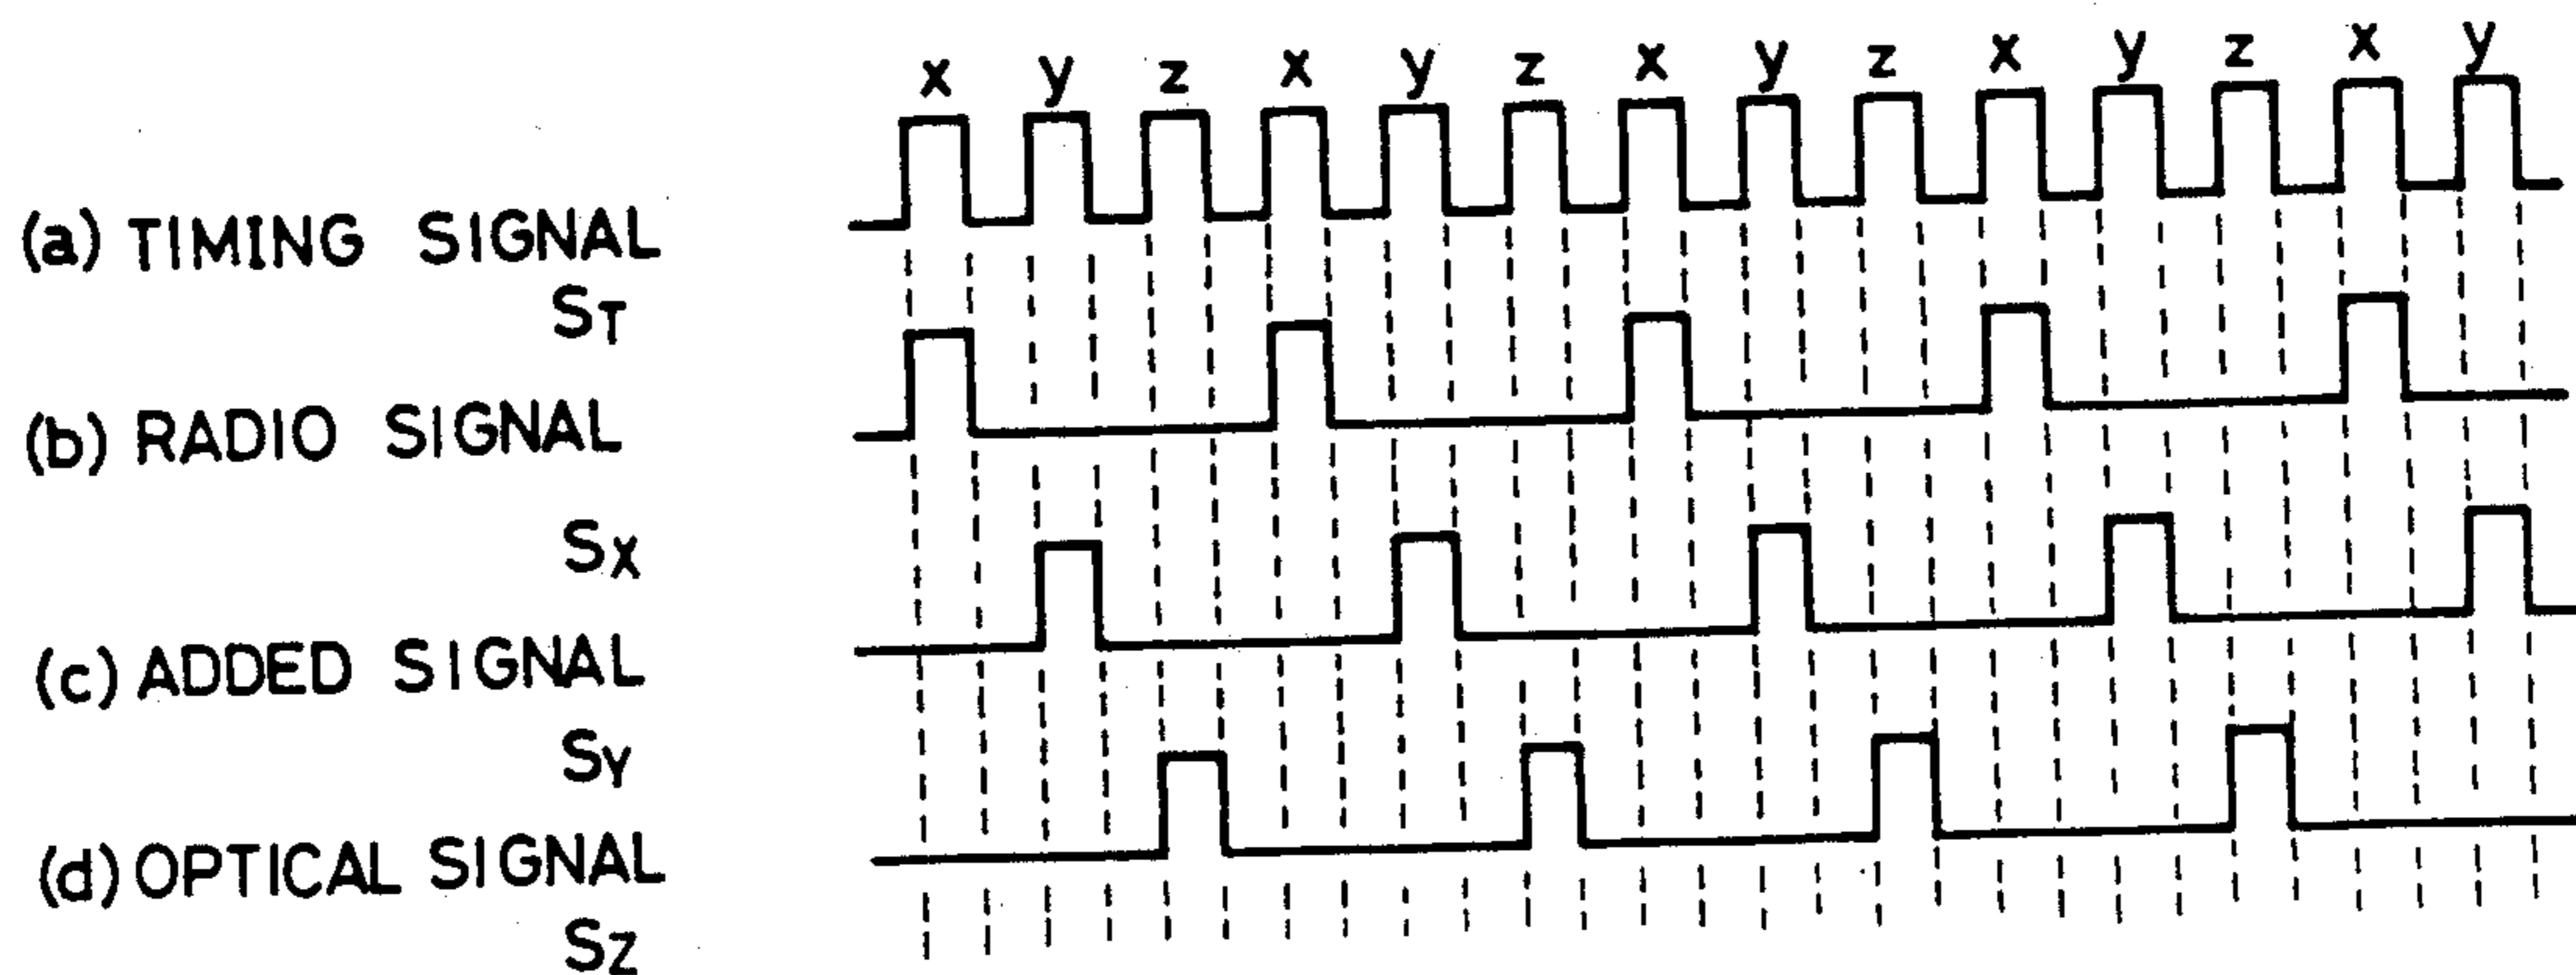 x y z x y z x y z x y z x y
(a) TIMING SIGNAL
ST
(b) RADIO SIGNAL
SX
(c) ADDED SIGNAL
SY
(d) OPTICAL SIGNAL
SZ